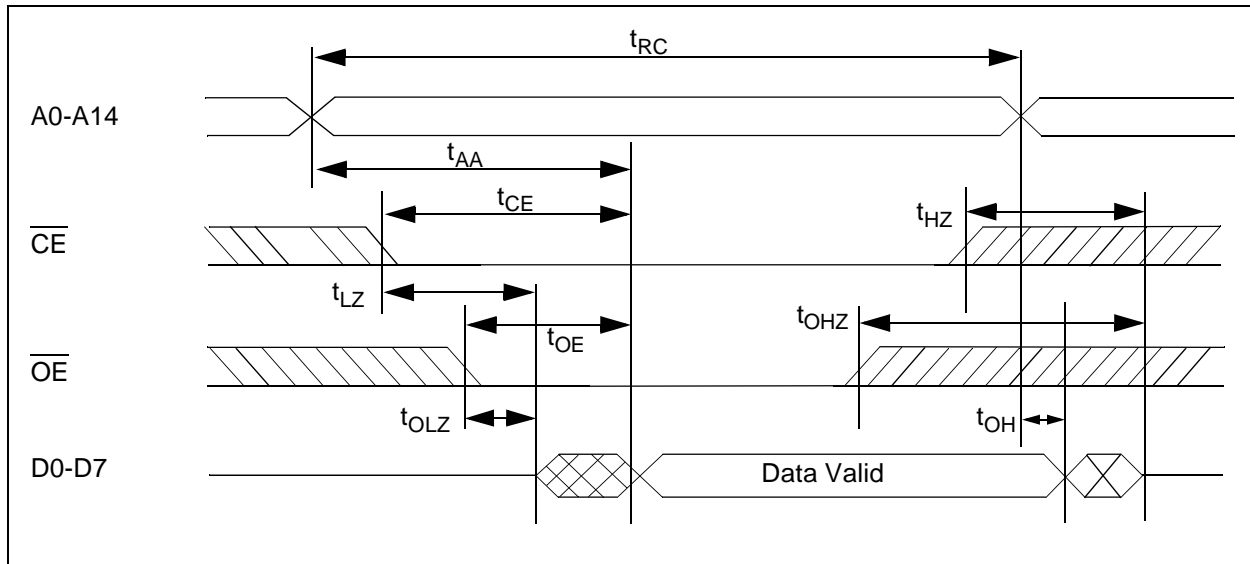 tRC
A0-A14
tAA
tCE
tHZ
CE
tLZ
tOE
tOHZ
OE
tOLZ
tOH
D0-D7
Data Valid